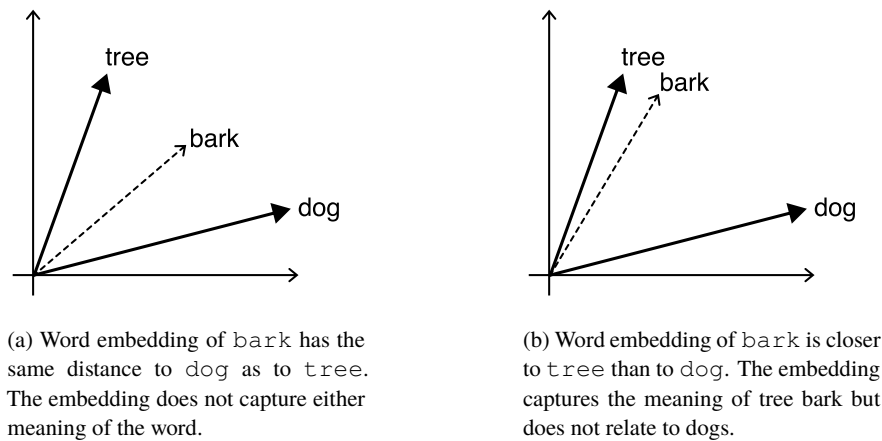 tree
bark
dog
(a) Word embedding of bark has the
same distance to dog as to tree.
The embedding does not capture either
meaning of the word.
tree
bark
dog
(b) Word embedding of bark is closer
to tree than to dog. The embedding
captures the meaning of tree bark but
does not relate to dogs.